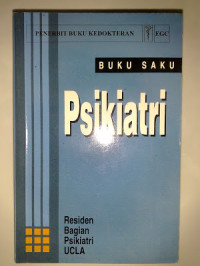 PENERBIT BUKU KEDOKTERAN EGC
BUKU SAKU
Psikiatri
Residen
Bagian
Psikiatri
UCLA